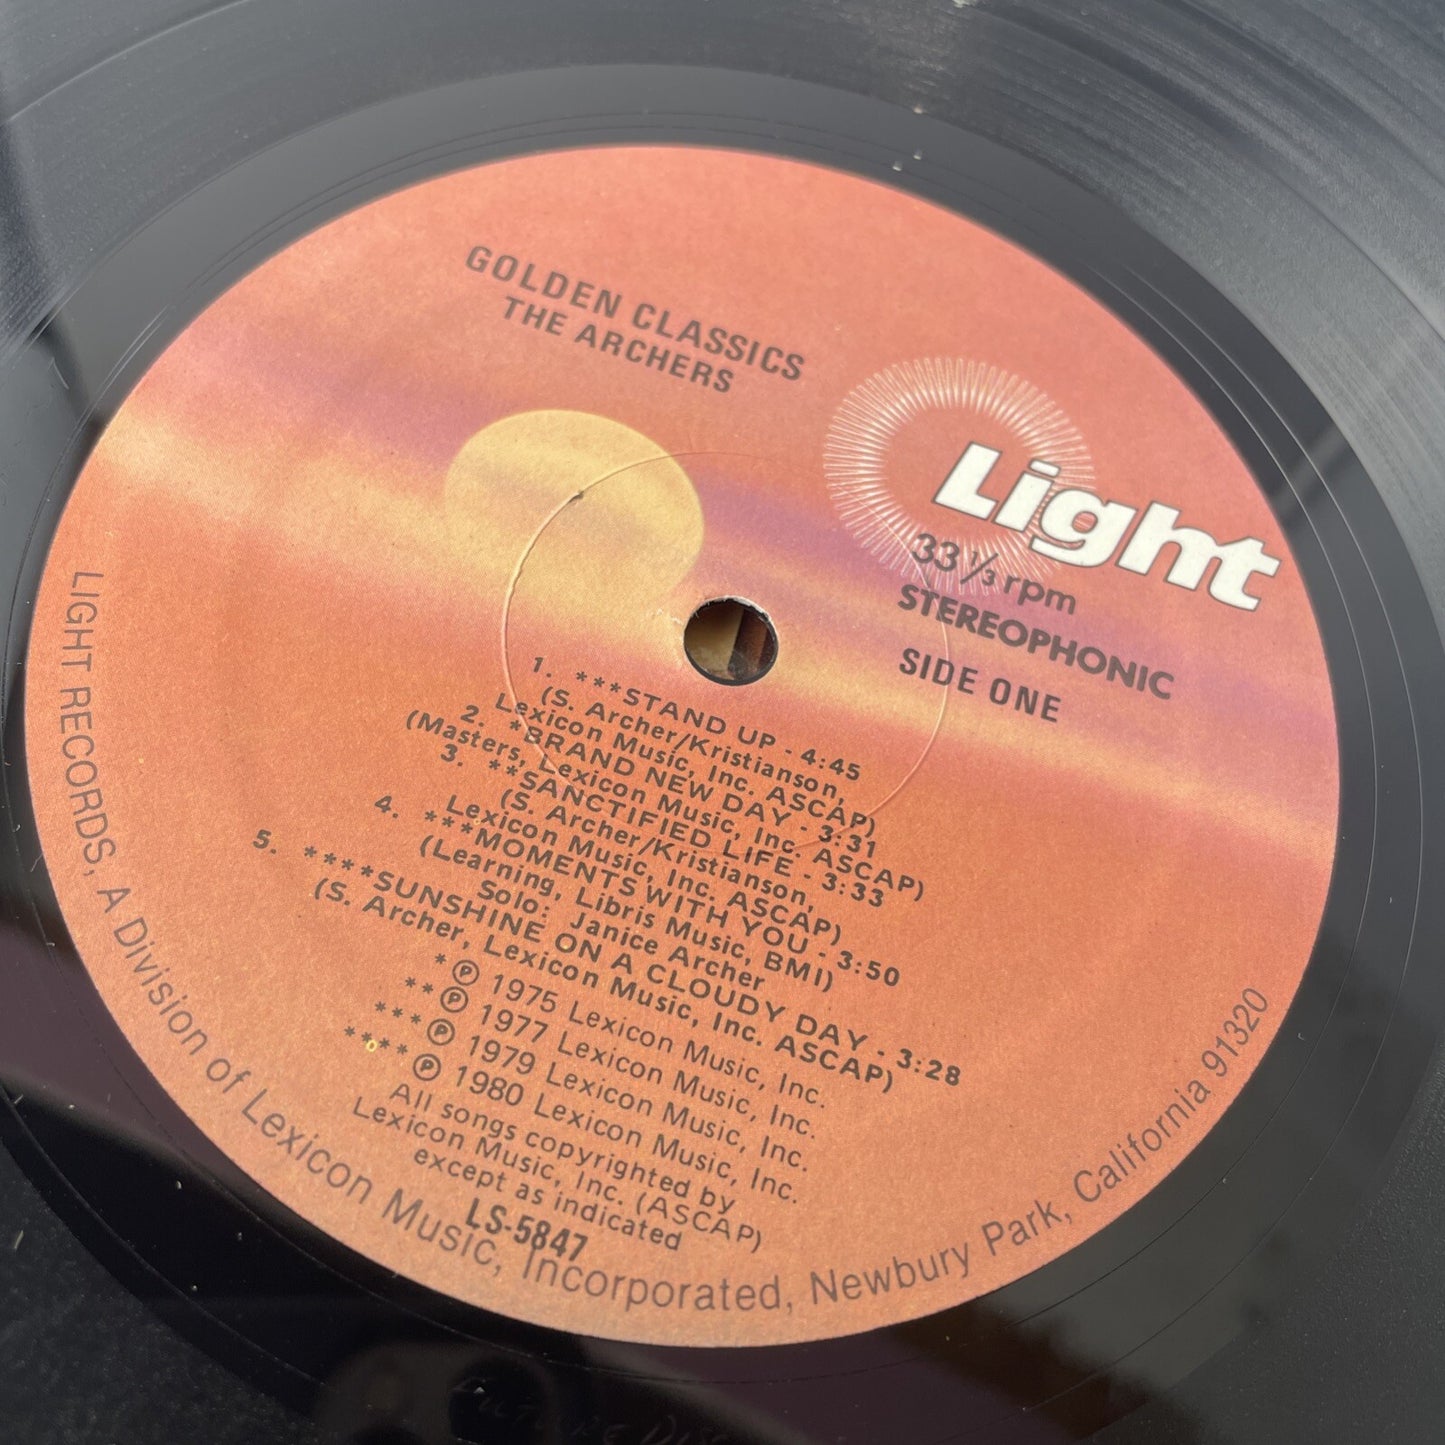 GOLDEN CLASSICS
THE ARCHERS
Light
33 1/3 rpm
STEREOPHONIC
SIDE ONE
1. ***STAND UP - 4:45
(S. Archer/Kristianson,
Lexicon Music, Inc. ASCAP)
2. *BRAND NEW DAY - 3:31
(Masters, Lexicon Music, Inc. ASCAP)
3. **SANCTIFIED LIFE - 3:33
(S. Archer/Kristianson,
Lexicon Music, Inc. ASCAP)
4. ***MOMENTS WITH YOU - 3:50
(Learning, Libris Music, BMI)
Solo: Janice Archer
5. ****SUNSHINE ON A CLOUDY DAY - 3:28
(S. Archer, Lexicon Music, Inc. ASCAP)
*℗ 1975 Lexicon Music, Inc.
**℗ 1977 Lexicon Music, Inc.
***℗ 1979 Lexicon Music, Inc.
****℗ 1980 Lexicon Music, Inc.
All songs copyrighted by
Lexicon Music, Inc. (ASCAP)
except as indicated
LS-5847
LIGHT RECORDS, A Division of Lexicon Music, Incorporated, Newbury Park, California 91320